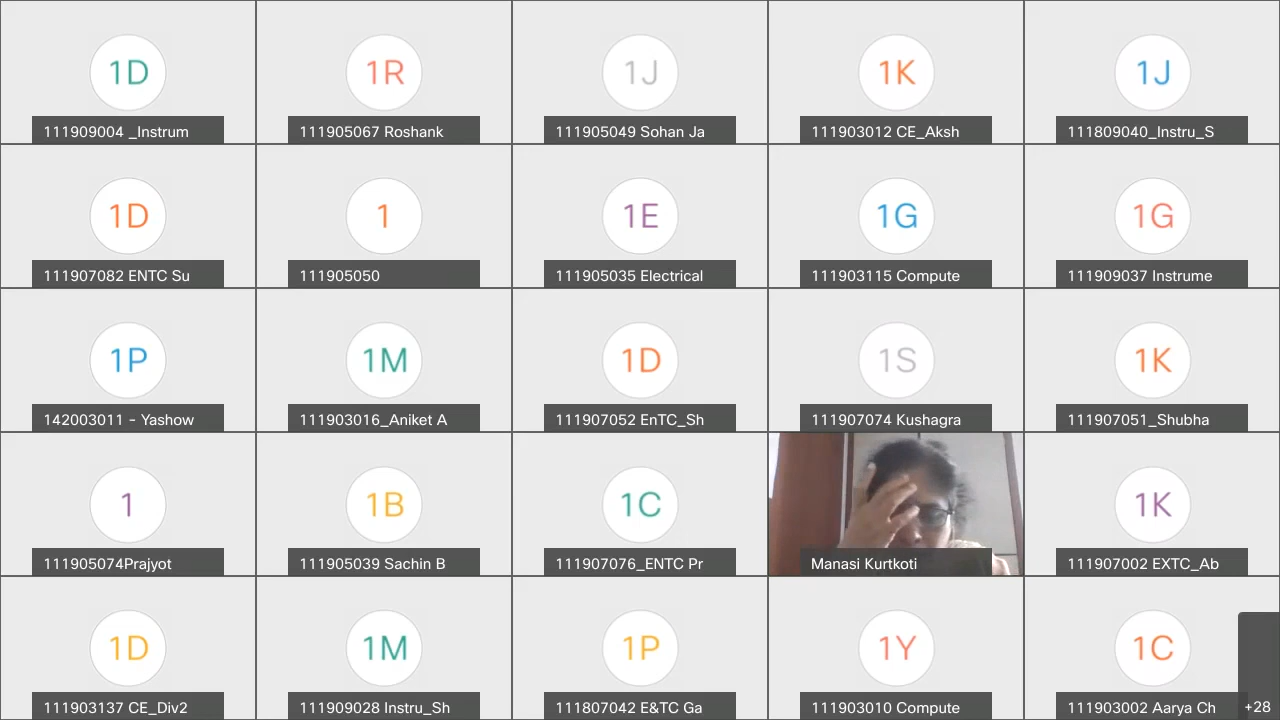 1D
111909004 _Instrum
1R
111905067 Roshank
1J
111905049 Sohan Ja
1K
111903012 CE_Aksh
1J
111809040_Instru_S
1D
111907082 ENTC Su
1
111905050
1E
111905035 Electrical
1G
111903115 Compute
1G
111909037 Instrume
1P
142003011 - Yashow
1M
111903016_Aniket A
1D
111907052 EnTC_Sh
1S
111907074 Kushagra
1K
111907051_Shubha
1
111905074Prajyot
1B
111905039 Sachin B
1C
111907076_ENTC Pr
Manasi Kurtkoti
1K
111907002 EXTC_Ab
1D
111903137 CE_Div2
1M
111909028 Instru_Sh
1P
111807042 E&TC Ga
1Y
111903010 Compute
1C
111903002 Aarya Ch
+28